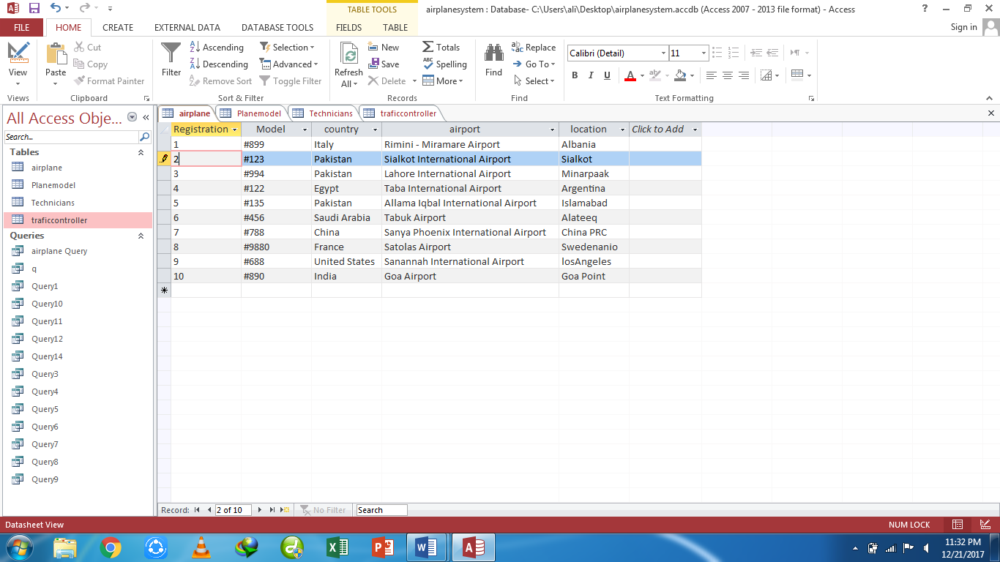 TABLE TOOLS
airplanesystem : Database- C:\Users\ali\Desktop\airplanesystem.accdb (Access 2007 - 2013 file format) - Access
FILE HOME CREATE EXTERNAL DATA DATABASE TOOLS FIELDS TABLE Sign in
View
Views
Paste
Cut
Copy
Format Painter
Clipboard
Filter
Ascending
Descending
Remove Sort
Selection
Advanced
Toggle Filter
Sort & Filter
Refresh
All
New
Save
Delete
Totals
Spelling
More
Records
Find
Replace
Go To
Select
Find
Calibri (Detail) 11
B I U A
Text Formatting
All Access Obje...
Search...
Tables
airplane
Planemodel
Technicians
traficcontroller
Queries
airplane Query
q
Query1
Query10
Query11
Query12
Query14
Query3
Query4
Query5
Query6
Query7
Query8
Query9
airplane Planemodel Technicians traficcontroller
Registration Model country airport location Click to Add
1 #899 Italy Rimini - Miramare Airport Albania
2 #123 Pakistan Sialkot International Airport Sialkot
3 #994 Pakistan Lahore International Airport Minarpaak
4 #122 Egypt Taba International Airport Argentina
5 #135 Pakistan Allama Iqbal International Airport Islamabad
6 #456 Saudi Arabia Tabuk Airport Alateeq
7 #788 China Sanya Phoenix International Airport China PRC
8 #9880 France Satolas Airport Swedenanio
9 #688 United States Sanannah International Airport losAngeles
10 #890 India Goa Airport Goa Point
Record: 2 of 10 No Filter Search
Datasheet View NUM LOCK
11:32 PM
12/21/2017